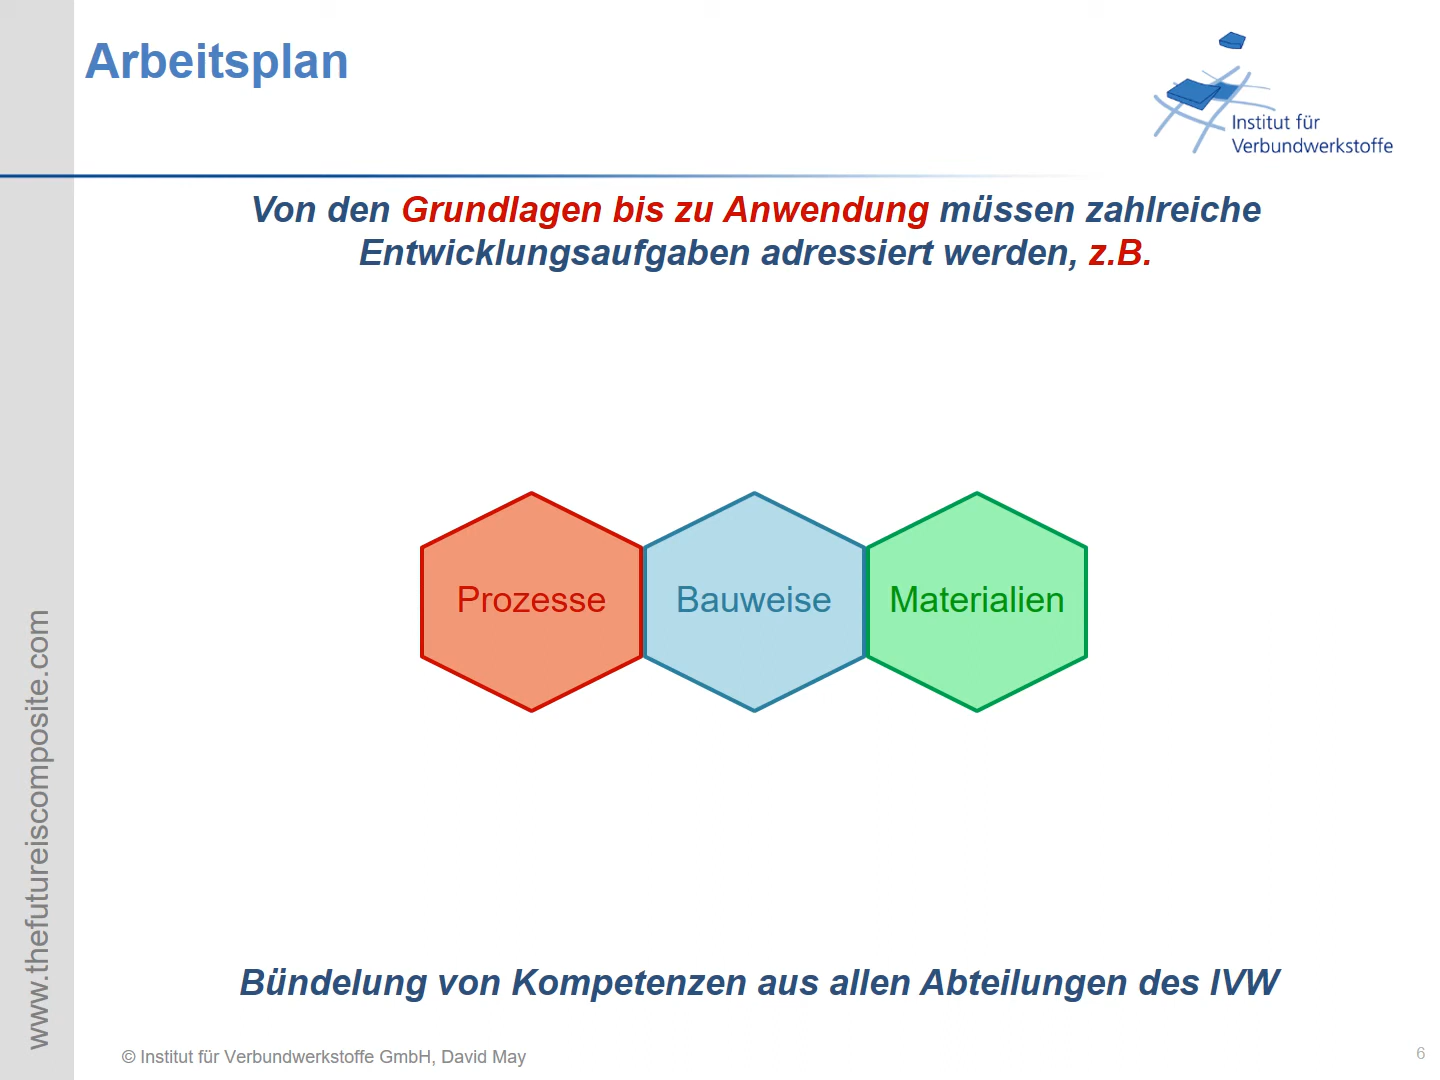 Arbeitsplan
Institut für
Verbundwerkstoffe
Von den Grundlagen bis zu Anwendung müssen zahlreiche
Entwicklungsaufgaben adressiert werden, z.B.
Prozesse
Bauweise
Materialien
Bündelung von Kompetenzen aus allen Abteilungen des IVW
www.thefutureiscomposite.com
© Institut für Verbundwerkstoffe GmbH, David May
6